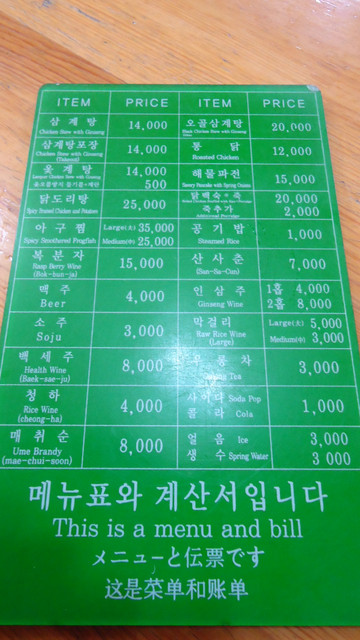 ITEM PRICE ITEM PRICE
삼계탕 14,000 오골삼계탕 20,000
Chicken Stew with Ginseng
삼계탕포장 14,000 통닭 12,000
Chicken Stew with Ginseng Roasted Chicken
(Takeout)
옻계탕 14,000 해물파전 15,000
500 Savory Pancake with Spring Onions
닭도리탕 25,000 닭백숙+죽 20,000
Spicy Braised Chicken and Potatoes 죽추가 2,000
아구찜 Large(大) 35,000 공기밥 1,000
Spicy Smothered Frogfish Medium(中) 25,000 Steamed Rice
복분자 15,000 산사춘 7,000
Rasp Berry Wine (San-Sa-Cun)
(Bok-bun-ja)
맥주 4,000 인삼주 1홉 4,000
Beer Ginseng Wine 2홉 8,000
소주 3,000 막걸리 Large(大) 5,000
Soju Raw Rice Wine Medium(中) 3,000
(Large)
백세주 8,000 우롱차 3,000
Health Wine Tea
(Baek-sae-ju)
청하 4,000 사이다 Soda Pop 1,000
Rice Wine 콜라 Cola
(cheong-ha)
매취순 8,000 얼음 Ice 3,000
Ume Brandy 생수 Spring Water 3 000
(mae-chui-soon)
메뉴표와 계산서입니다
This is a menu and bill
メニューと伝票です
这是菜单和账单